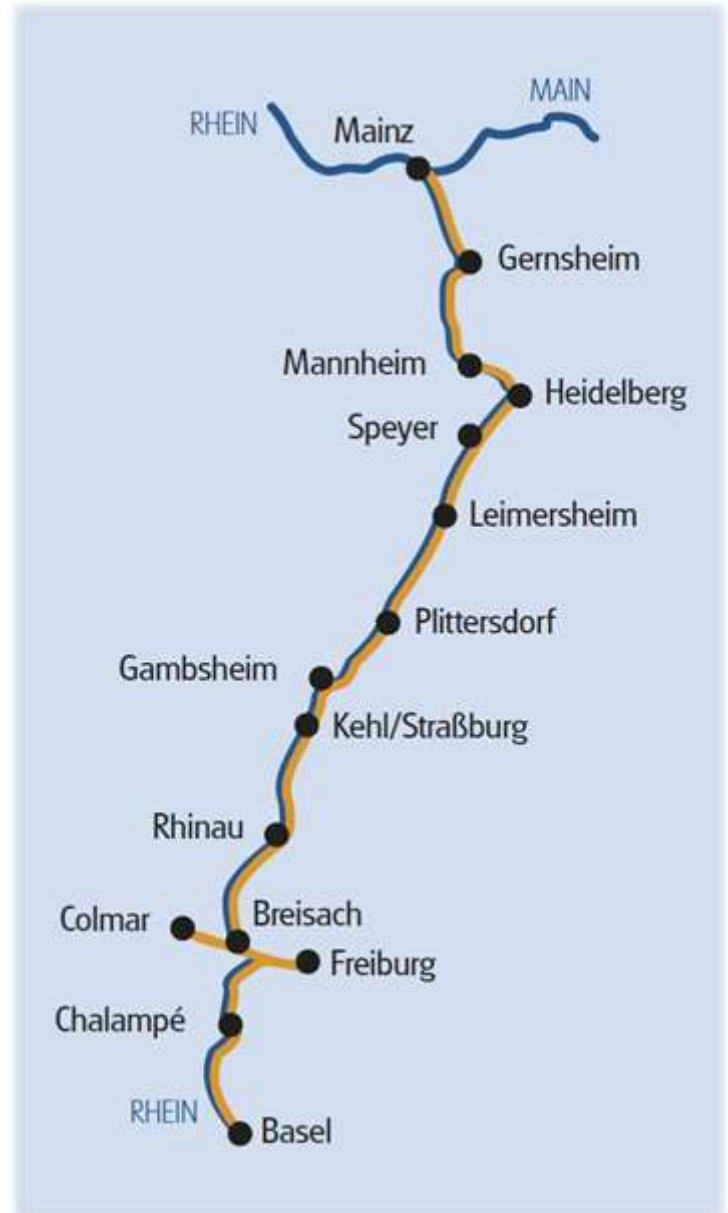 MAIN
RHEIN
Mainz
Gernsheim
Mannheim
Heidelberg
Speyer
Leimersheim
Plittersdorf
Gambsheim
Kehl/Straßburg
Rhinau
Colmar
Breisach
Freiburg
Chalampé
RHEIN
Basel